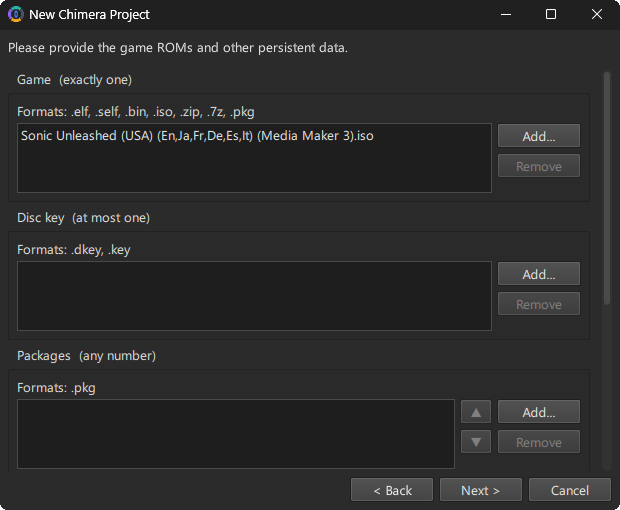 New Chimera Project
Please provide the game ROMs and other persistent data.
Game (exactly one)
Formats: .elf, .self, .bin, .iso, .zip, .7z, .pkg
Sonic Unleashed (USA) (En,Ja,Fr,De,Es,It) (Media Maker 3).iso
Add...
Remove
Disc key (at most one)
Formats: .dkey, .key
Add...
Remove
Packages (any number)
Formats: .pkg
Add...
Remove
< Back
Next >
Cancel